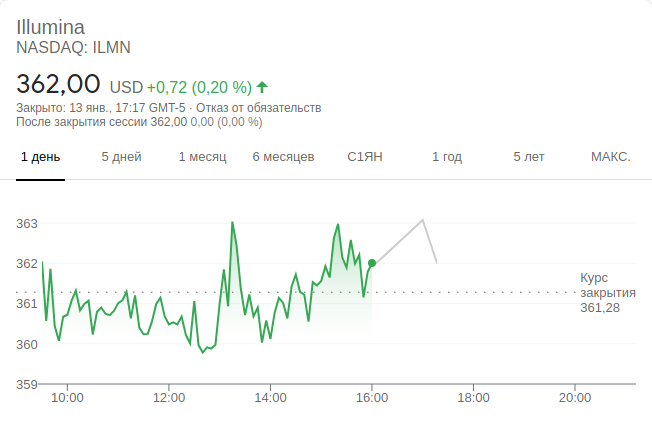 Illumina
NASDAQ: ILMN
362,00 USD +0,72 (0,20 %)
Закрыто: 13 янв., 17:17 GMT-5 · Отказ от обязательств
После закрытия сессии 362,00 0,00 (0,00 %)
1 день 5 дней 1 месяц 6 месяцев С1ЯН 1 год 5 лет МАКС.
363
362
361
360
359
Курс
закрытия
361,28
10:00 12:00 14:00 16:00 18:00 20:00